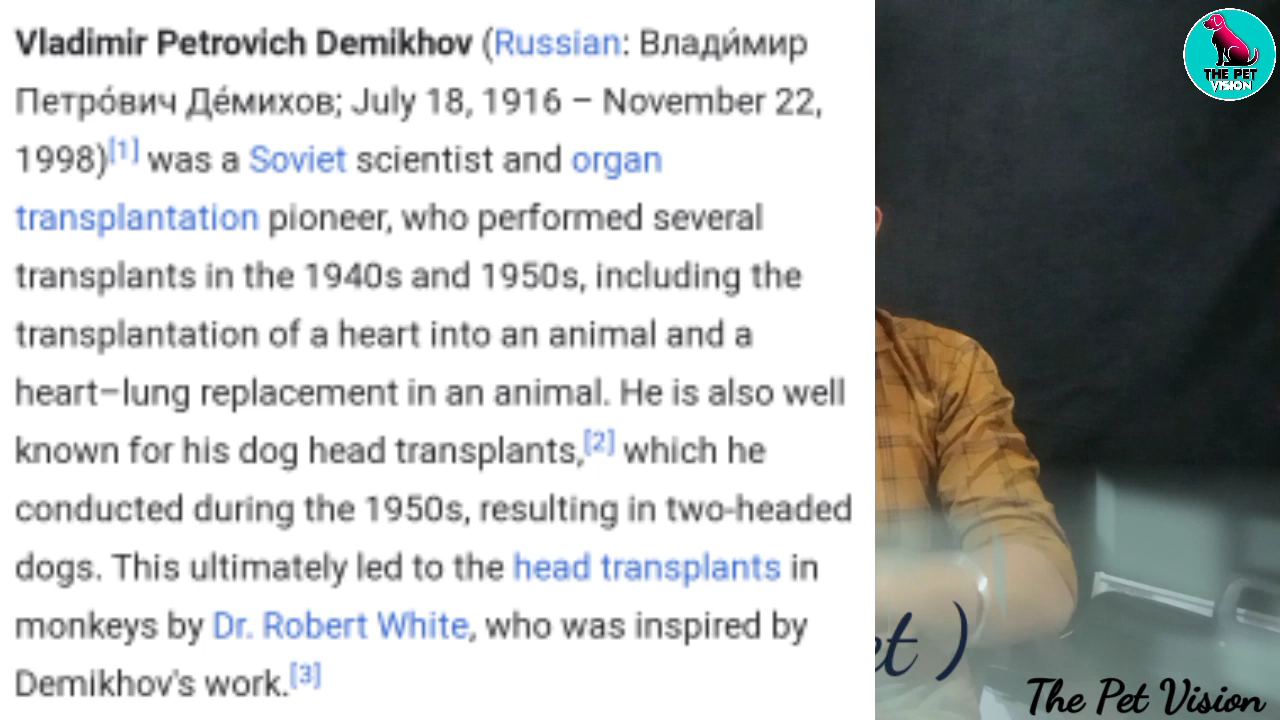 Vladimir Petrovich Demikhov (Russian: Влади́мир
Петро́вич Де́михов; July 18, 1916 – November 22,
1998)[1] was a Soviet scientist and organ
transplantation pioneer, who performed several
transplants in the 1940s and 1950s, including the
transplantation of a heart into an animal and a
heart–lung replacement in an animal. He is also well
known for his dog head transplants,[2] which he
conducted during the 1950s, resulting in two-headed
dogs. This ultimately led to the head transplants in
monkeys by Dr. Robert White, who was inspired by
Demikhov's work.[3]
THE PET
VISION
The Pet Vision